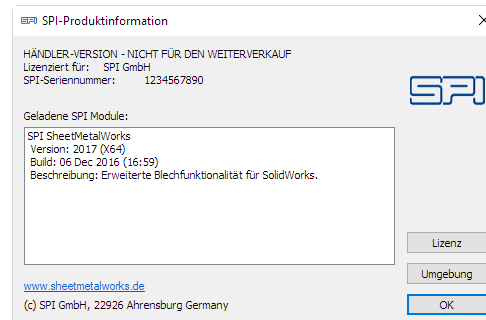 SPI SPI-Produktinformation
HÄNDLER-VERSION - NICHT FÜR DEN WEITERVERKAUF
Lizenziert für: SPI GmbH
SPI-Seriennummer: 1234567890
SPI
Geladene SPI Module:
SPI SheetMetalWorks
Version: 2017 (X64)
Build: 06 Dec 2016 (16:59)
Beschreibung: Erweiterte Blechfunktionalität für SolidWorks.
Lizenz
Umgebung
www.sheetmetalworks.de
(c) SPI GmbH, 22926 Ahrensburg Germany
OK